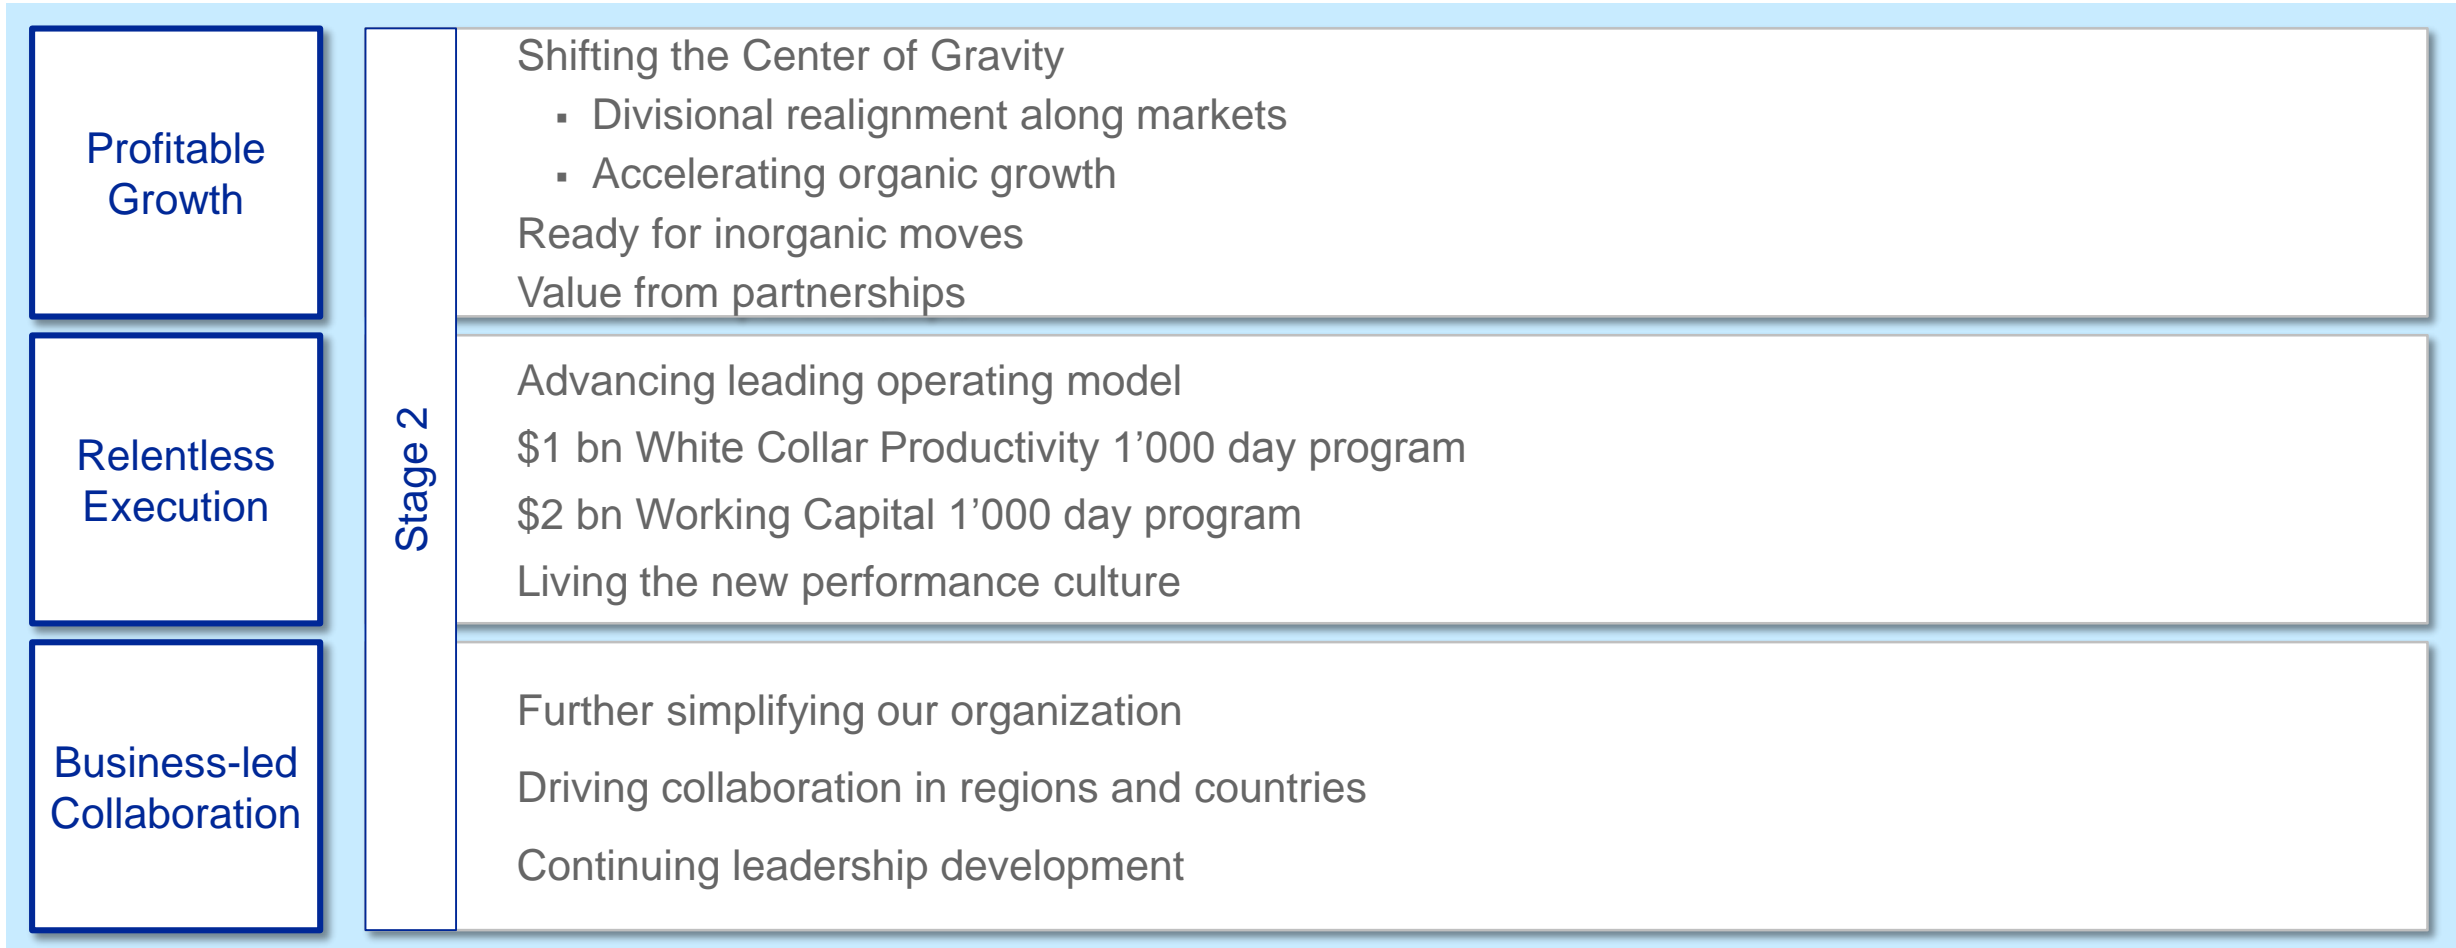 Profitable
Growth
Shifting the Center of Gravity
▪ Divisional realignment along markets
▪ Accelerating organic growth
Ready for inorganic moves
Value from partnerships
Stage 2
Relentless
Execution
Advancing leading operating model
$1 bn White Collar Productivity 1’000 day program
$2 bn Working Capital 1’000 day program
Living the new performance culture
Business-led
Collaboration
Further simplifying our organization
Driving collaboration in regions and countries
Continuing leadership development